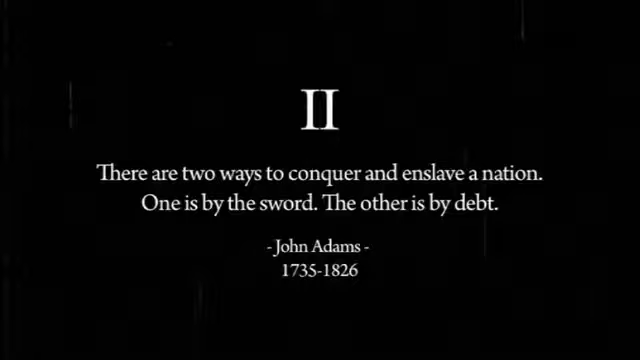 II
There are two ways to conquer and enslave a nation.
One is by the sword. The other is by debt.
- John Adams -
1735-1826